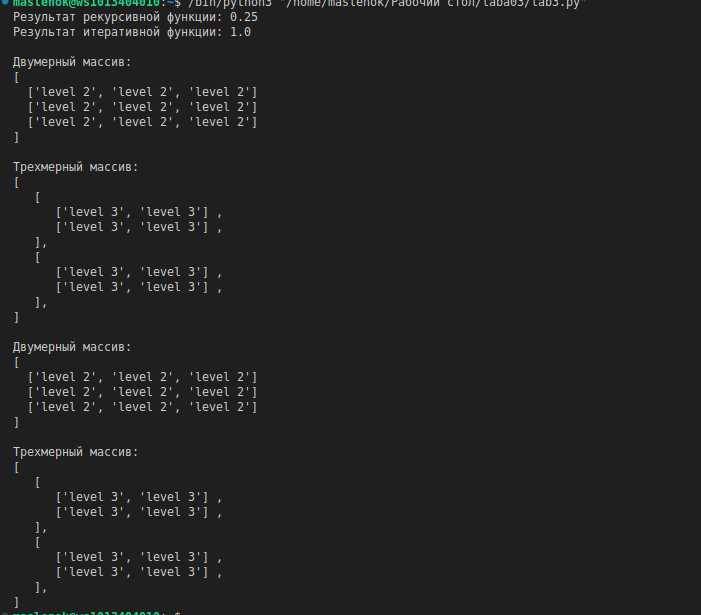 maslenok@ws1013404010:~$ /bin/python3 "/home/maslenok/Рабочий стол/laba03/lab3.py"
Результат рекурсивной функции: 0.25
Результат итеративной функции: 1.0
Двумерный массив:
[
['level 2', 'level 2', 'level 2']
['level 2', 'level 2', 'level 2']
['level 2', 'level 2', 'level 2']
]
Трехмерный массив:
[
[
['level 3', 'level 3'] ,
['level 3', 'level 3'] ,
],
[
['level 3', 'level 3'] ,
['level 3', 'level 3'] ,
],
]
Двумерный массив:
[
['level 2', 'level 2', 'level 2']
['level 2', 'level 2', 'level 2']
['level 2', 'level 2', 'level 2']
]
Трехмерный массив:
[
[
['level 3', 'level 3'] ,
['level 3', 'level 3'] ,
],
[
['level 3', 'level 3'] ,
['level 3', 'level 3'] ,
],
]
maslenok@ws1013404010:~$